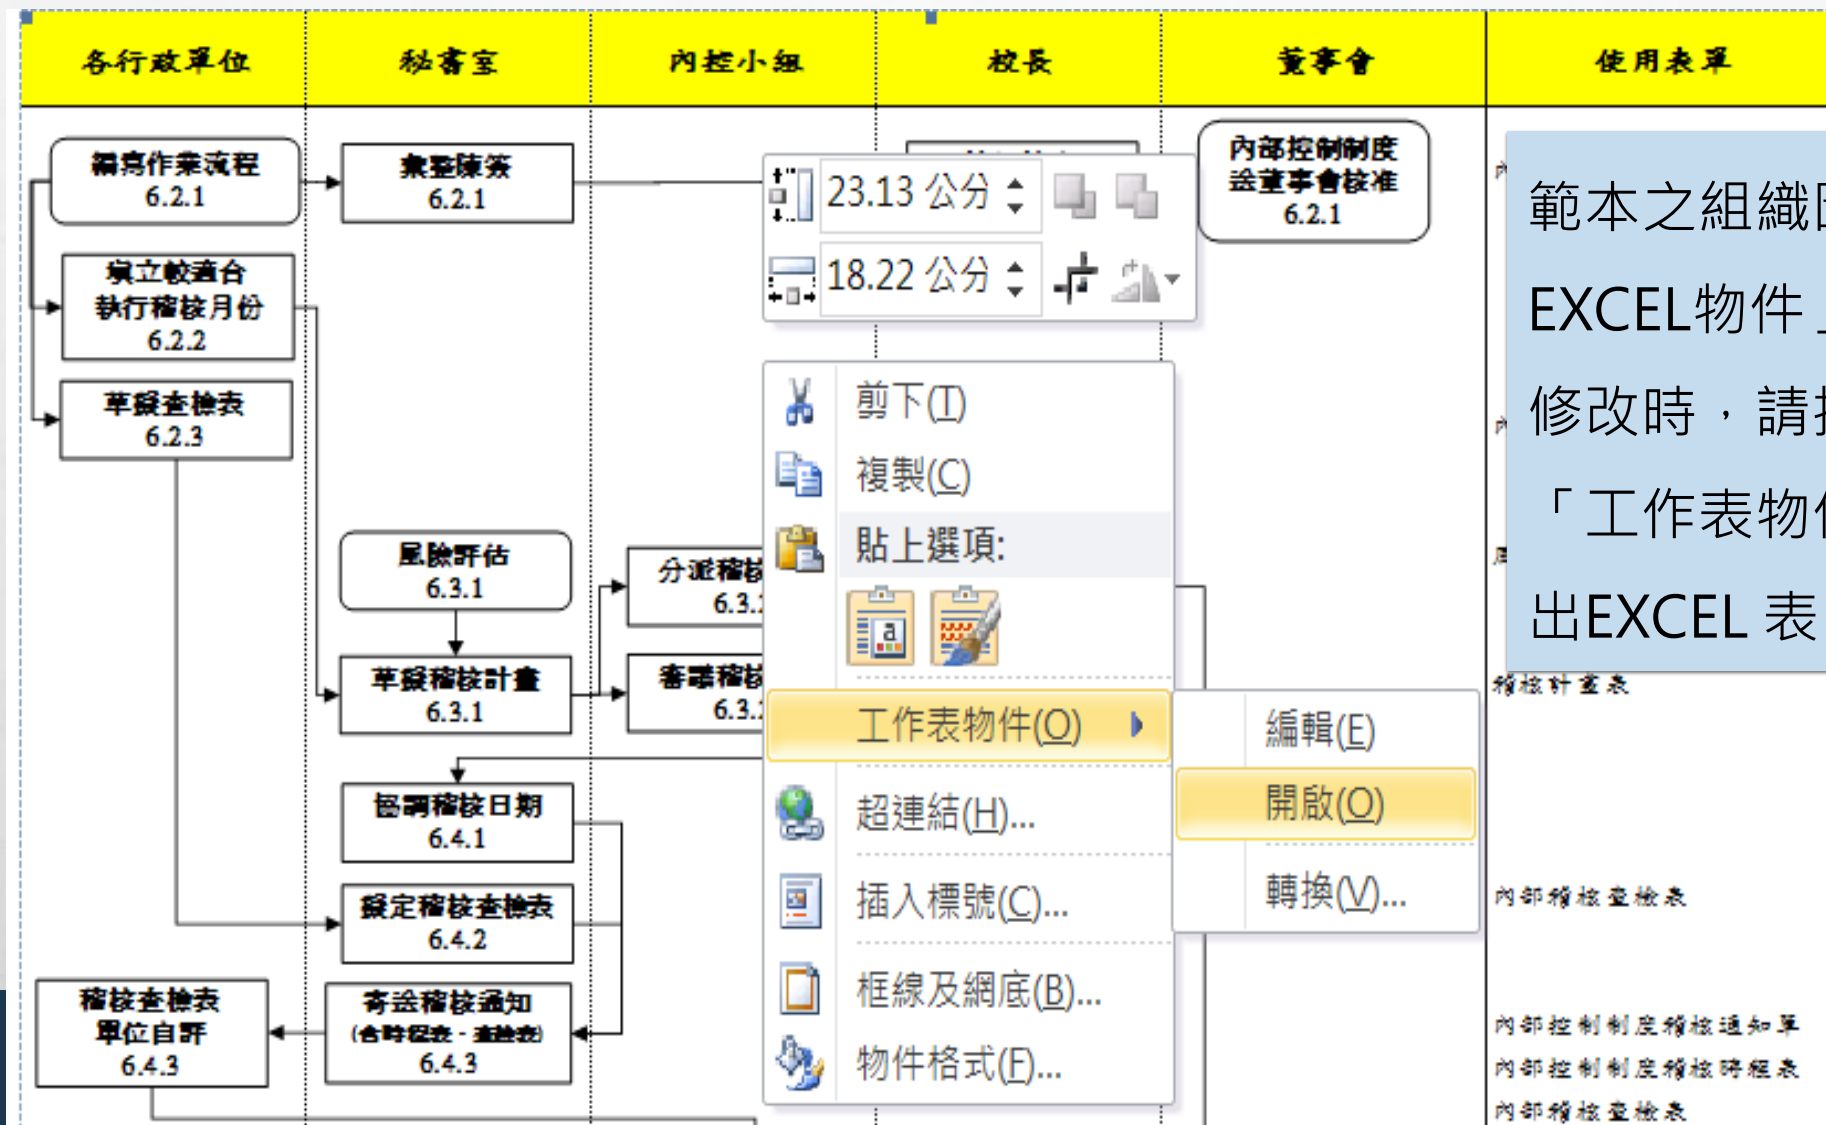 各行政單位
秘書室
內控小組
校長
董事會
使用表單
編寫作業流程
6.2.1
彙整陳簽
6.2.1
內部控制制度
送董事會核准
6.2.1
填立較適合
執行稽核月份
6.2.2
草擬查檢表
6.2.3
風險評估
6.3.1
草擬稽核計畫
6.3.1
分派稽核
6.3.
審議稽核
6.3.
協調稽核日期
6.4.1
擬定稽核查檢表
6.4.2
稽核查檢表
單位自評
6.4.3
寄送稽核通知
(含時程表、查檢表)
6.4.3
23.13 公分
18.22 公分
剪下(T)
複製(C)
貼上選項:
工作表物件(O)
超連結(H)...
插入標號(C)...
框線及網底(B)...
物件格式(F)...
編輯(E)
開啟(O)
轉換(V)...
範本之組織
EXCEL物件」
修改時，請
「工作表物件
出EXCEL 表
稽核計畫表
內部稽核查檢表
內部控制制度稽核通知單
內部控制制度稽核時程表
內部稽核查檢表